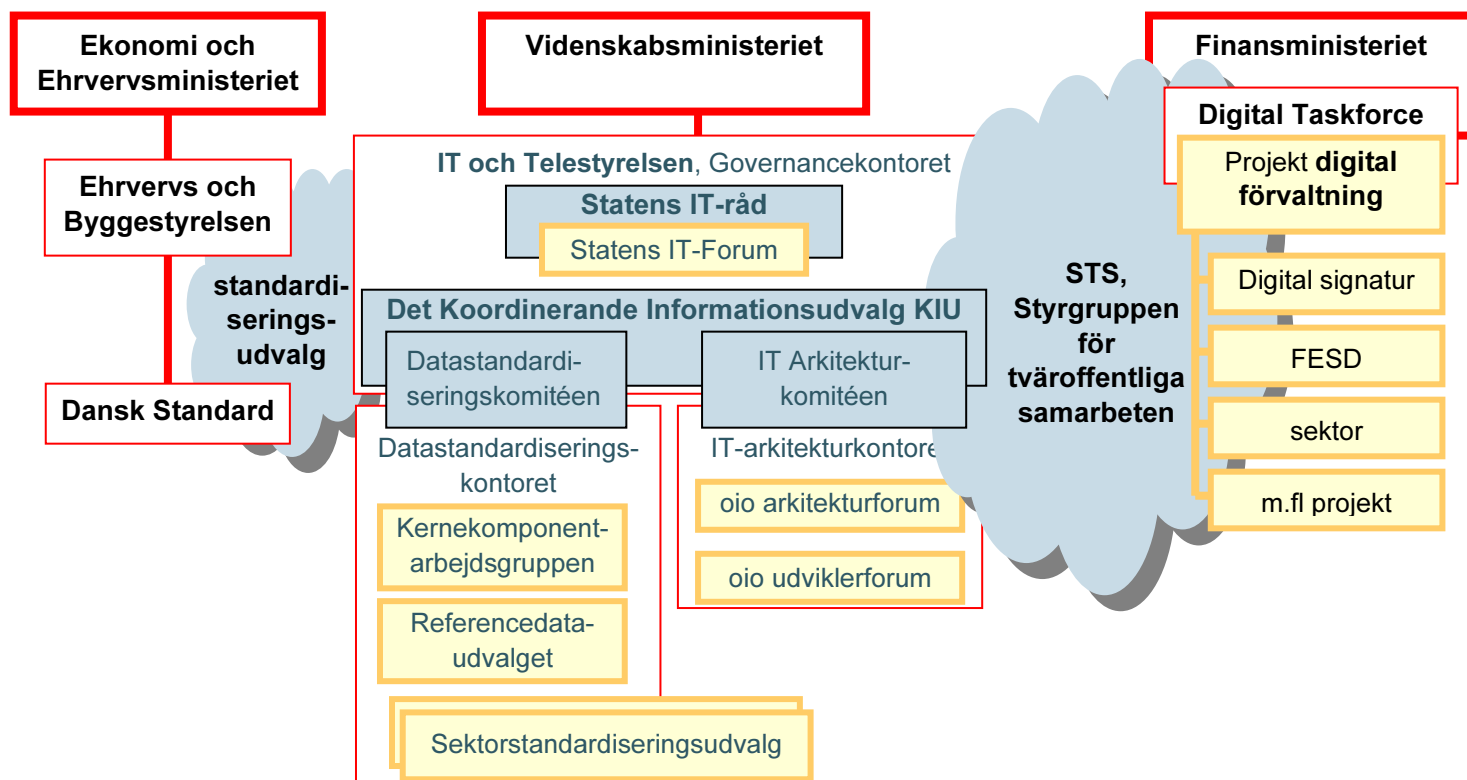 Ekonomi och
Ehrvervsministeriet
Videnskabsministeriet
Finansministeriet
Ehrvervs och
Byggestyrelsen
Dansk Standard
standardi-
serings-
udvalg
IT och Telestyrelsen, Governancekontoret
Statens IT-råd
Statens IT-Forum
Det Koordinerande Informationsudvalg KIU
Datastandardi-
seringskomitéen
IT Arkitektur-
komitéen
Datastandardiserings-
kontoret
Kernekomponent-
arbejdsgruppen
Referencedata-
udvalget
Sektorstandardiseringsudvalg
IT-arkitekturkontore
oio arkitekturforum
oio udviklerforum
STS,
Styrgruppen
för
tväroffentliga
samarbeten
Digital Taskforce
Projekt digital
förvaltning
Digital signatur
FESD
sektor
m.fl projekt